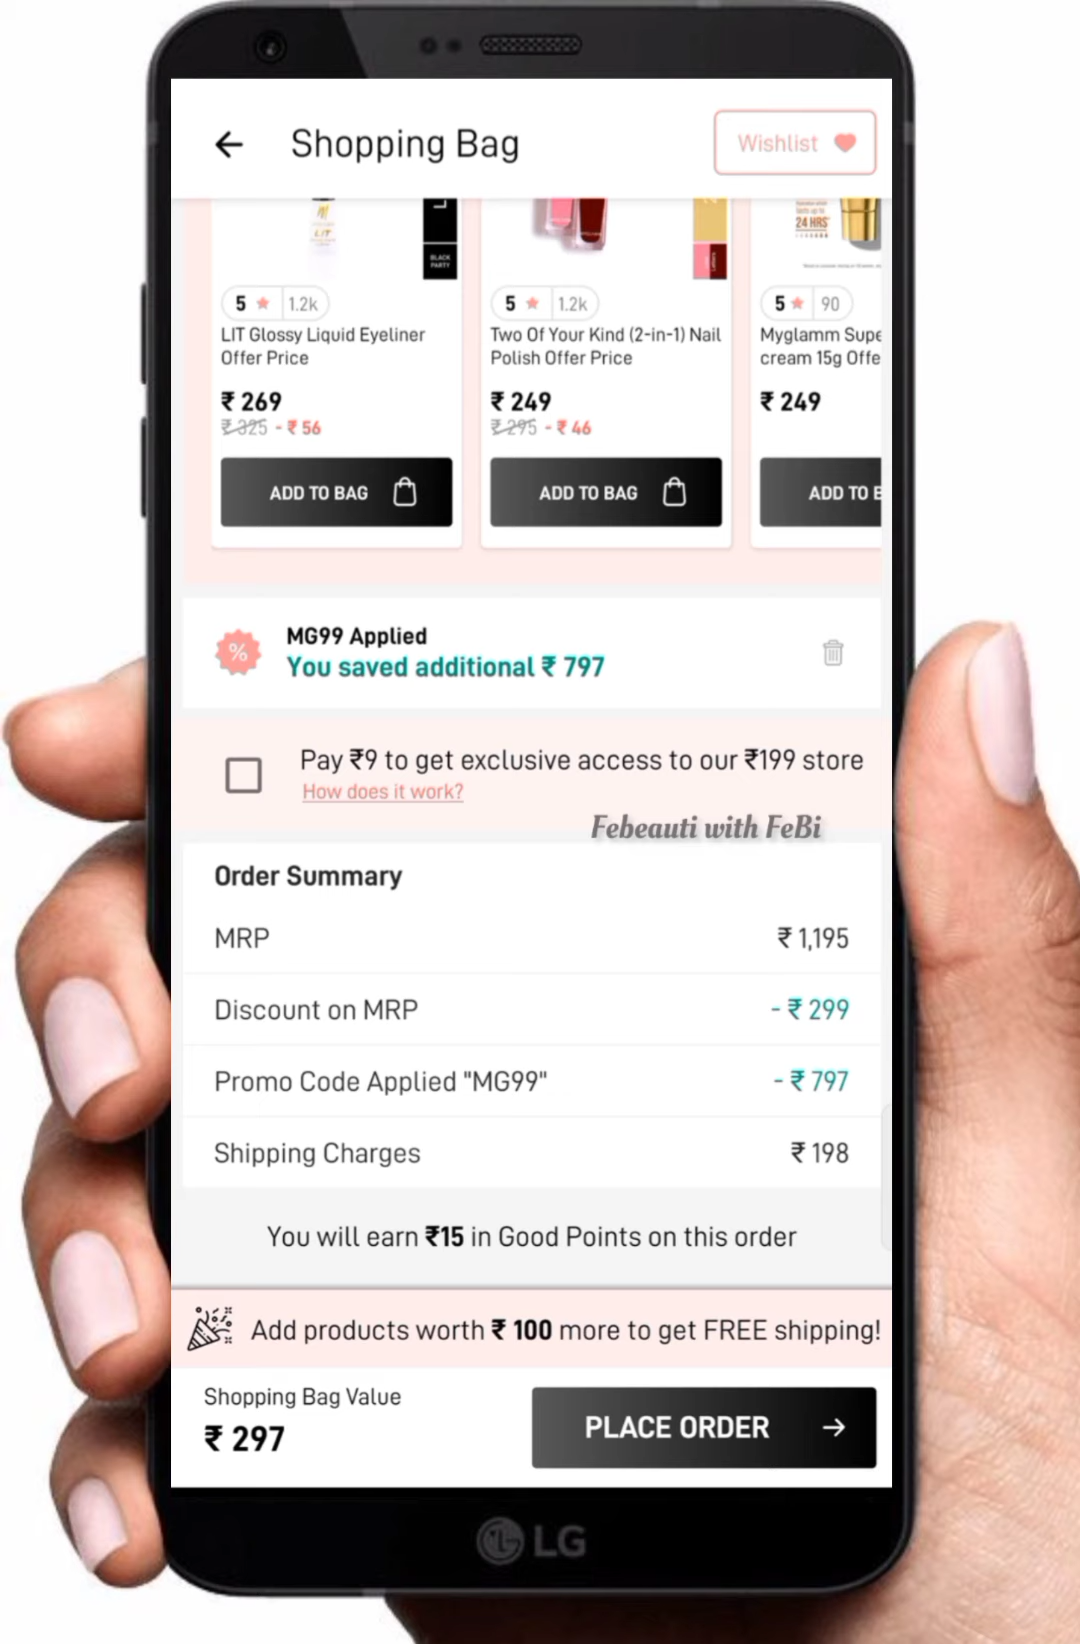 Shopping Bag
Wishlist
LIT
BLACK
PARTY
24 HRS
5 1.2k
5 1.2k
5 90
LIT Glossy Liquid Eyeliner
Offer Price
Two Of Your Kind (2-in-1) Nail
Polish Offer Price
Myglamm Supe
cream 15g Offe
₹ 269
₹ 325 - ₹ 56
₹ 249
₹ 295 - ₹ 46
₹ 249
ADD TO BAG
ADD TO BAG
ADD TO B
%
MG99 Applied
You saved additional ₹ 797
Pay ₹9 to get exclusive access to our ₹199 store
How does it work?
Febeauti with FeBi
Order Summary
MRP ₹ 1,195
Discount on MRP - ₹ 299
Promo Code Applied "MG99" - ₹ 797
Shipping Charges ₹ 198
You will earn ₹15 in Good Points on this order
Add products worth ₹ 100 more to get FREE shipping!
Shopping Bag Value
₹ 297
PLACE ORDER
LG